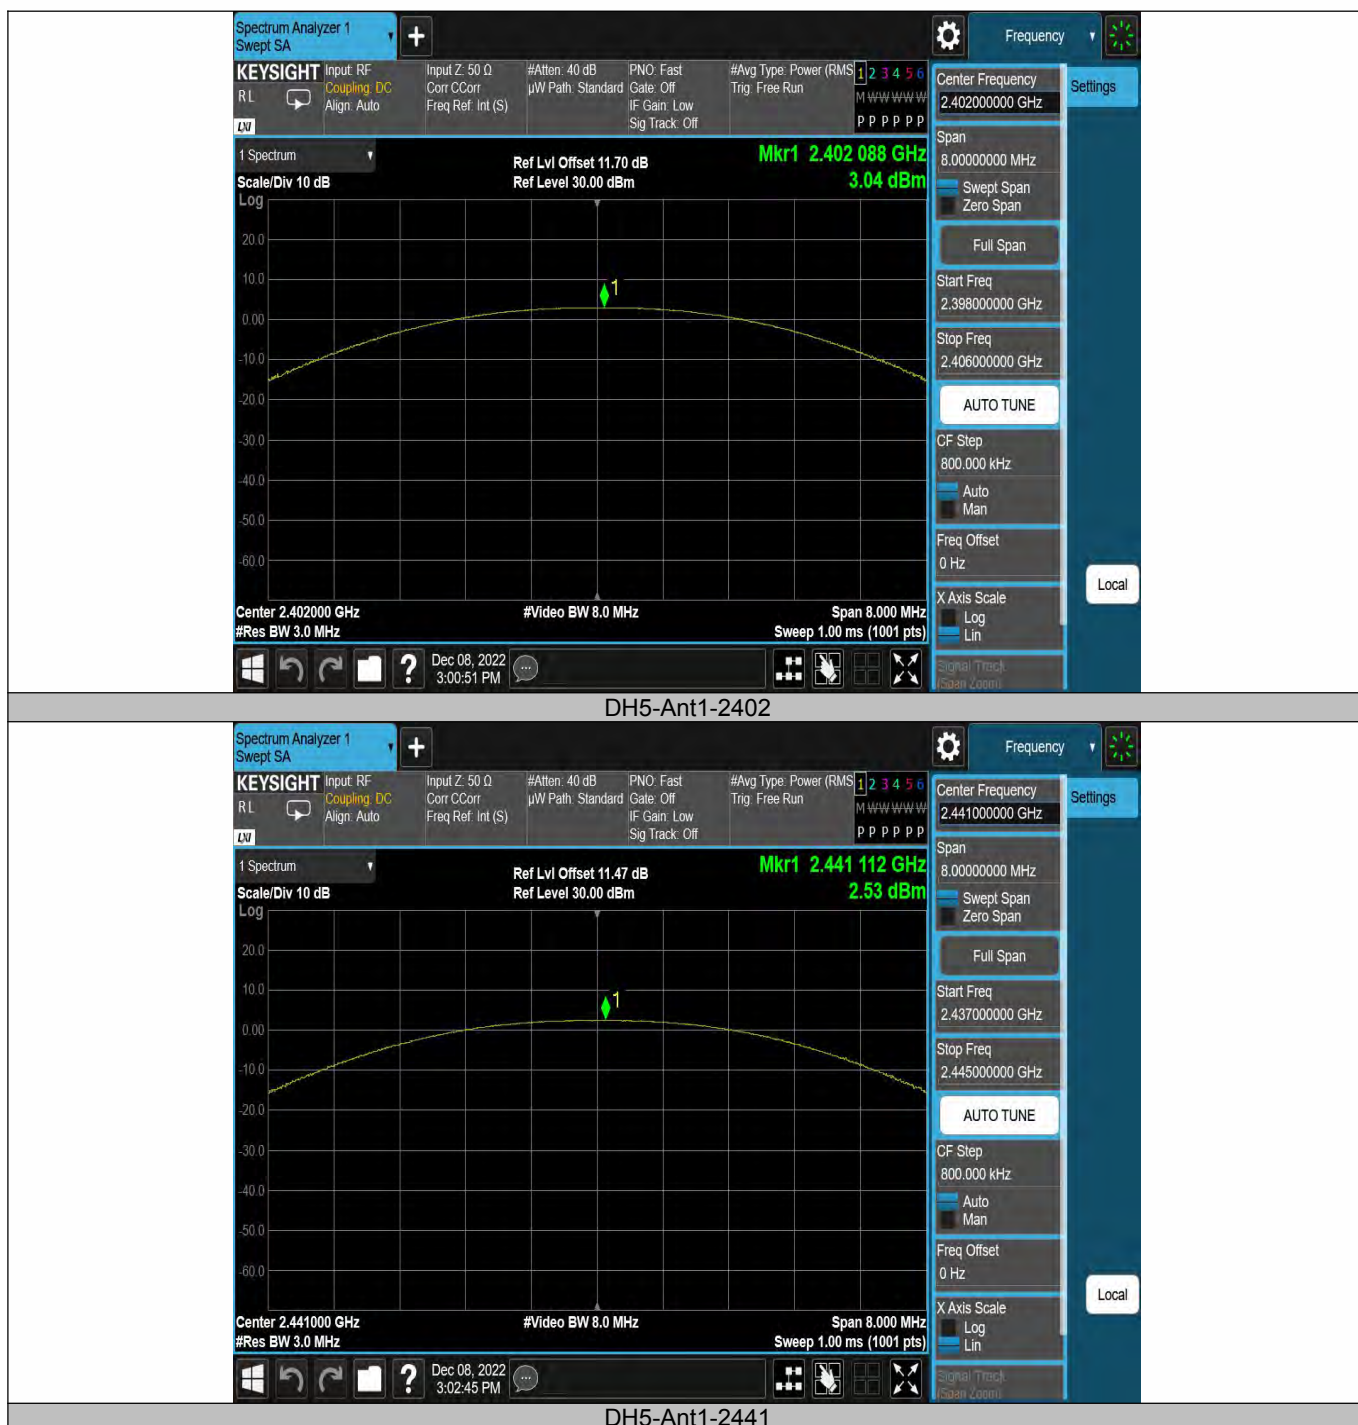 Spectrum Analyzer 1
Swept SA
+
Frequency
KEYSIGHT
RL
LXI
Input: RF
Coupling: DC
Align: Auto
Input Z: 50 Ω
Corr CCorr
Freq Ref: Int (S)
#Atten: 40 dB
µW Path: Standard
PNO: Fast
Gate: Off
IF Gain: Low
Sig Track: Off
#Avg Type: Power (RMS
Trig: Free Run
1 2 3 4 5 6
M W W W W W
P P P P P P
Center Frequency
2.402000000 GHz
Settings
1 Spectrum
Scale/Div 10 dB
Log
Ref Lvl Offset 11.70 dB
Ref Level 30.00 dBm
Mkr1 2.402 088 GHz
3.04 dBm
Span
8.00000000 MHz
Swept Span
Zero Span
Full Span
Start Freq
2.398000000 GHz
Stop Freq
2.406000000 GHz
AUTO TUNE
CF Step
800.000 kHz
Auto
Man
Freq Offset
0 Hz
X Axis Scale
Log
Lin
Signal Track
(Span Zoom)
Local
20.0
10.0
0.00
-10.0
-20.0
-30.0
-40.0
-50.0
-60.0
1
Center 2.402000 GHz
#Res BW 3.0 MHz
#Video BW 8.0 MHz
Span 8.000 MHz
Sweep 1.00 ms (1001 pts)
?
Dec 08, 2022
3:00:51 PM
DH5-Ant1-2402
Spectrum Analyzer 1
Swept SA
+
Frequency
KEYSIGHT
RL
LXI
Input: RF
Coupling: DC
Align: Auto
Input Z: 50 Ω
Corr CCorr
Freq Ref: Int (S)
#Atten: 40 dB
µW Path: Standard
PNO: Fast
Gate: Off
IF Gain: Low
Sig Track: Off
#Avg Type: Power (RMS
Trig: Free Run
1 2 3 4 5 6
M W W W W W
P P P P P P
Center Frequency
2.441000000 GHz
Settings
1 Spectrum
Scale/Div 10 dB
Log
Ref Lvl Offset 11.47 dB
Ref Level 30.00 dBm
Mkr1 2.441 112 GHz
2.53 dBm
Span
8.00000000 MHz
Swept Span
Zero Span
Full Span
Start Freq
2.437000000 GHz
Stop Freq
2.445000000 GHz
AUTO TUNE
CF Step
800.000 kHz
Auto
Man
Freq Offset
0 Hz
X Axis Scale
Log
Lin
Signal Track
(Span Zoom)
Local
20.0
10.0
0.00
-10.0
-20.0
-30.0
-40.0
-50.0
-60.0
1
Center 2.441000 GHz
#Res BW 3.0 MHz
#Video BW 8.0 MHz
Span 8.000 MHz
Sweep 1.00 ms (1001 pts)
?
Dec 08, 2022
3:02:45 PM
DH5-Ant1-2441